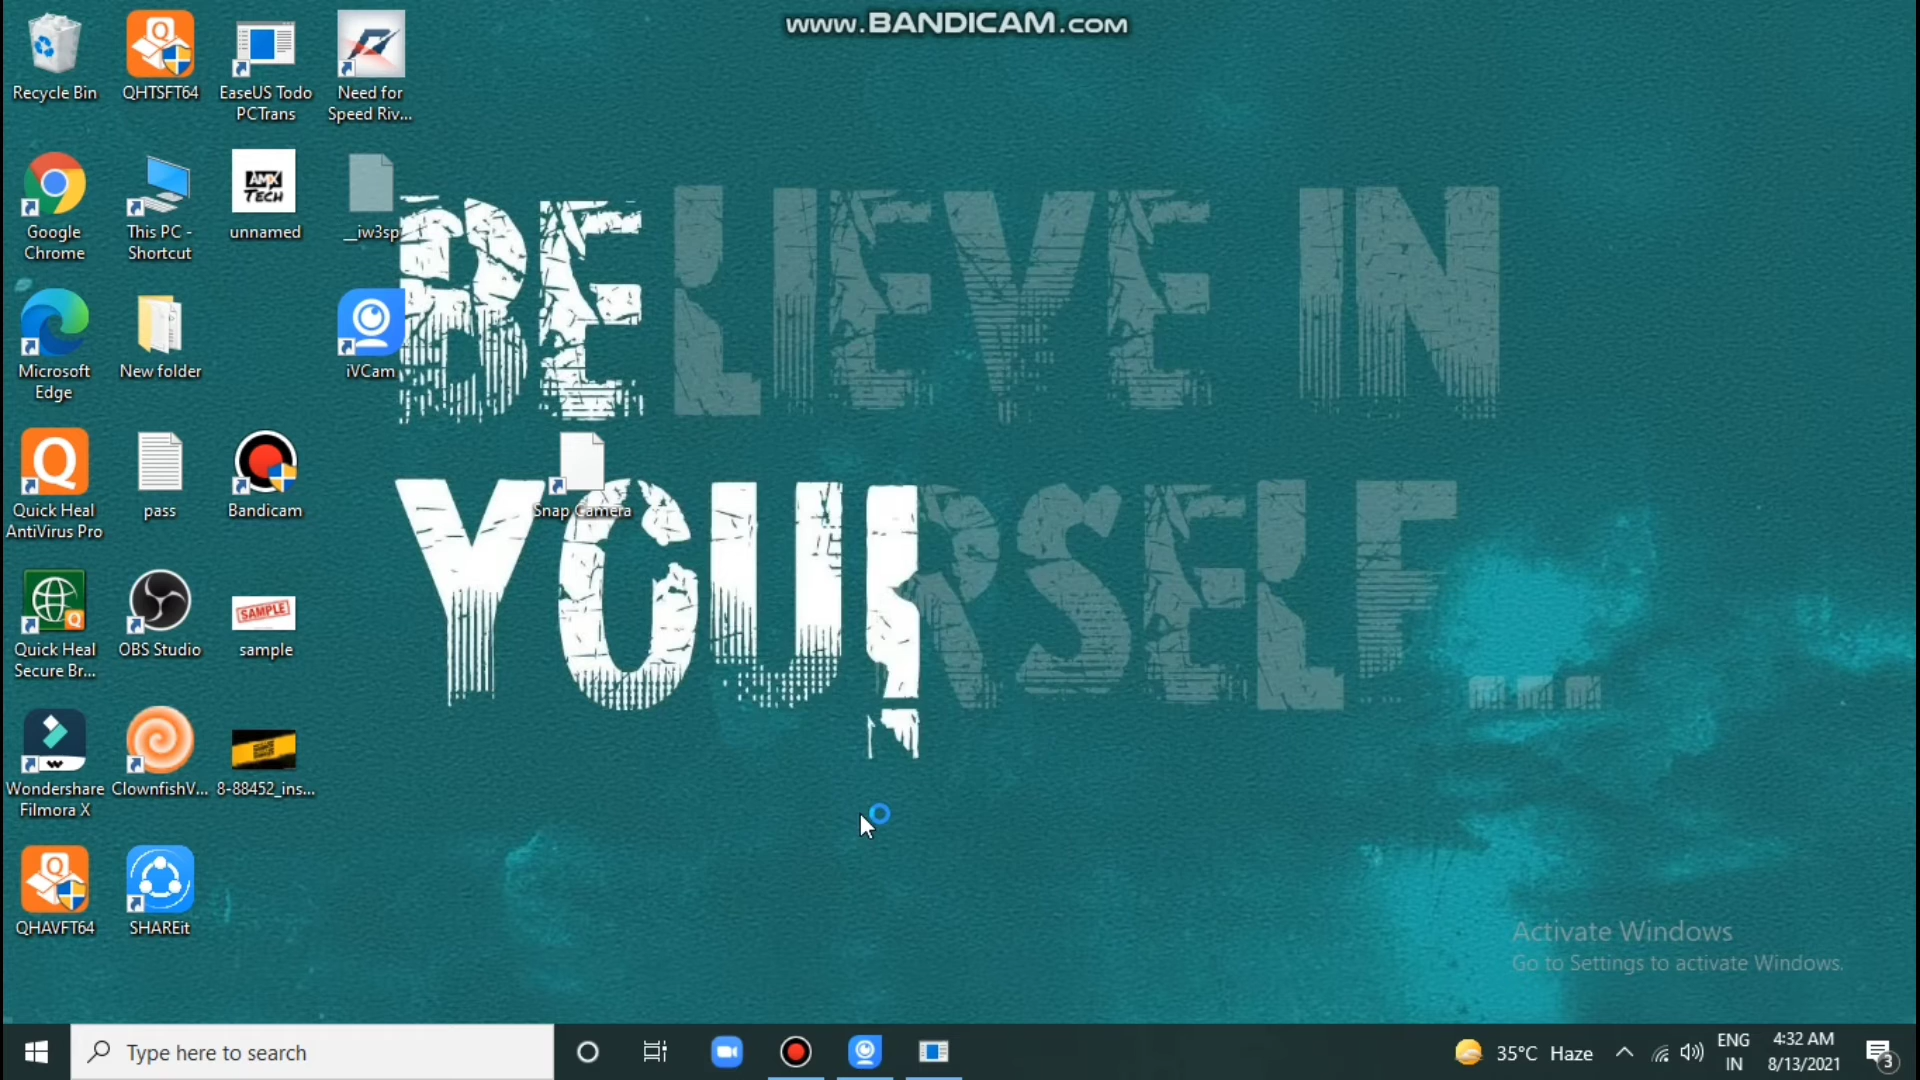 www.BANDICAM.com
Recycle Bin
QHTSFT64
EaseUS Todo
PCTrans
Need for
Speed Riv...
Google
Chrome
This PC -
Shortcut
AMX
TECH
unnamed
__iw3sp
Microsoft
Edge
New folder
iVCam
BELIEVE IN
YOURSELF...
Quick Heal
AntiVirus Pro
pass
Bandicam
Snap Camera
Quick Heal
Secure Br...
OBS Studio
SAMPLE
sample
Wondershare
Filmora X
ClownfishV...
8-88452_ins...
QHAVFT64
SHAREit
Activate Windows
Go to Settings to activate Windows.
Type here to search
35°C Haze
ENG
IN
4:32 AM
8/13/2021
3